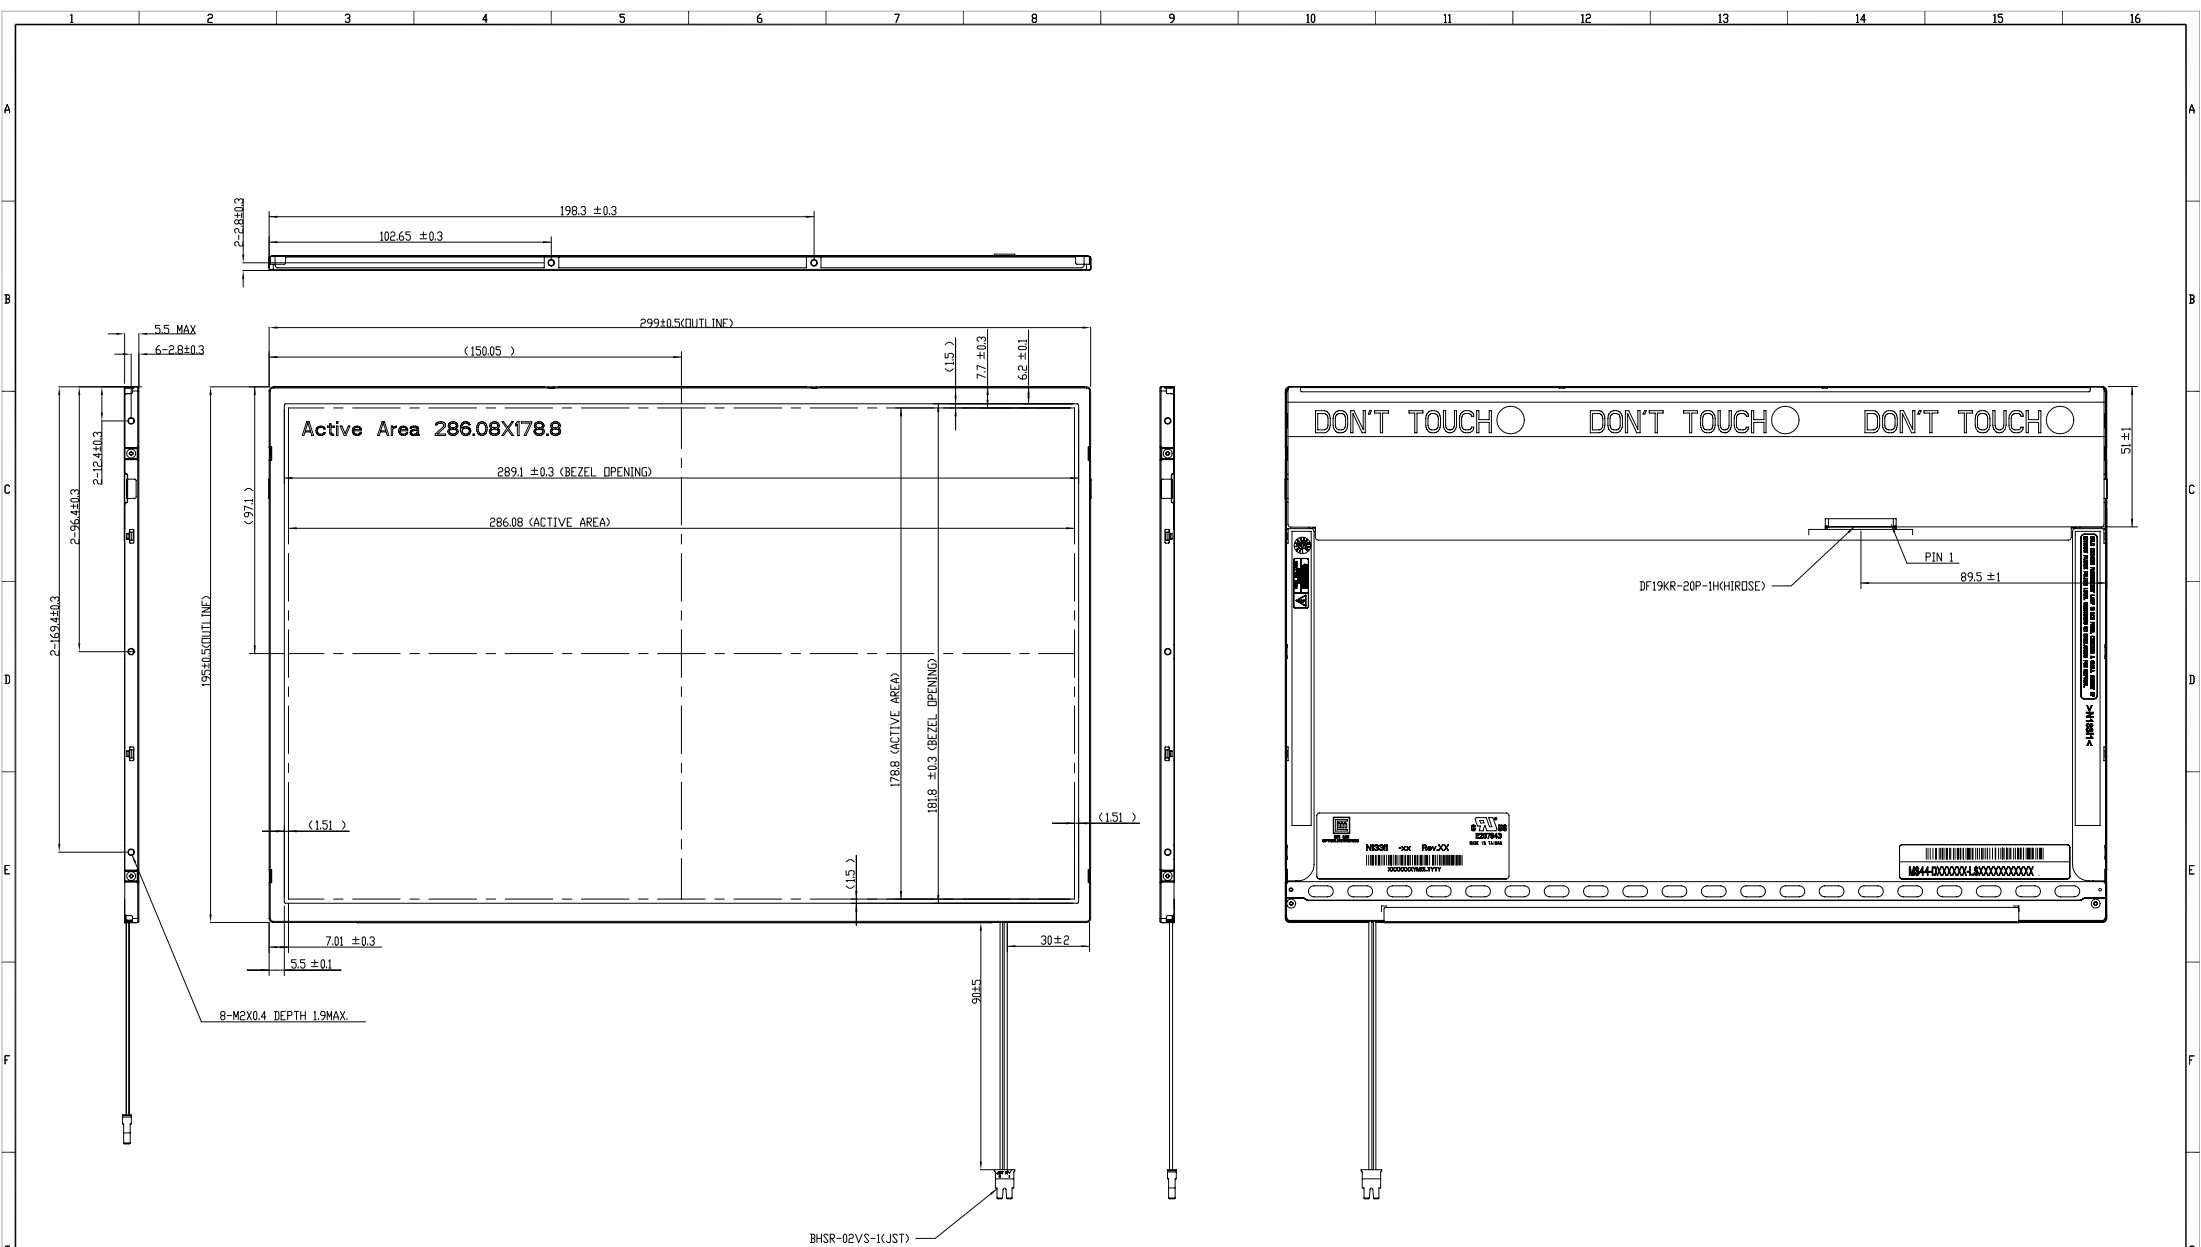 1 2 3 4 5 6 7 8 9 10 11 12 13 14 15 16
A A
198.3 ±0.3
2-2.8±0.3
102.65 ±0.3
B B
299±0.5(OUTLINE)
5.5 MAX
6-2.8±0.3
(150.05 )
(1.5 )
7.7 ±0.3
6.2 ±0.1
Active Area 286.08X178.8
DON'T TOUCH DON'T TOUCH DON'T TOUCH
51±1
2-12.4±0.3
289.1 ±0.3 (BEZEL OPENING)
C C
2-96.4±0.3
(97.1 )
286.08 (ACTIVE AREA)
PIN 1
89.5 ±1
DF19KR-20P-1H(HIROSE)
2-169.4±0.3
195±0.5(OUTLINE)
D D
178.8 (ACTIVE AREA)
181.8 ±0.3 (BEZEL OPENING)
(1.51 )
(1.51 )
E207943
MADE IN TAIWAN
-xx Rev.XX
E E
(1.5 )
7.01 ±0.3
30±2
5.5 ±0.1
90±5
8-M2X0.4 DEPTH 1.9MAX.
F F
BHSR-02VS-1(JST)